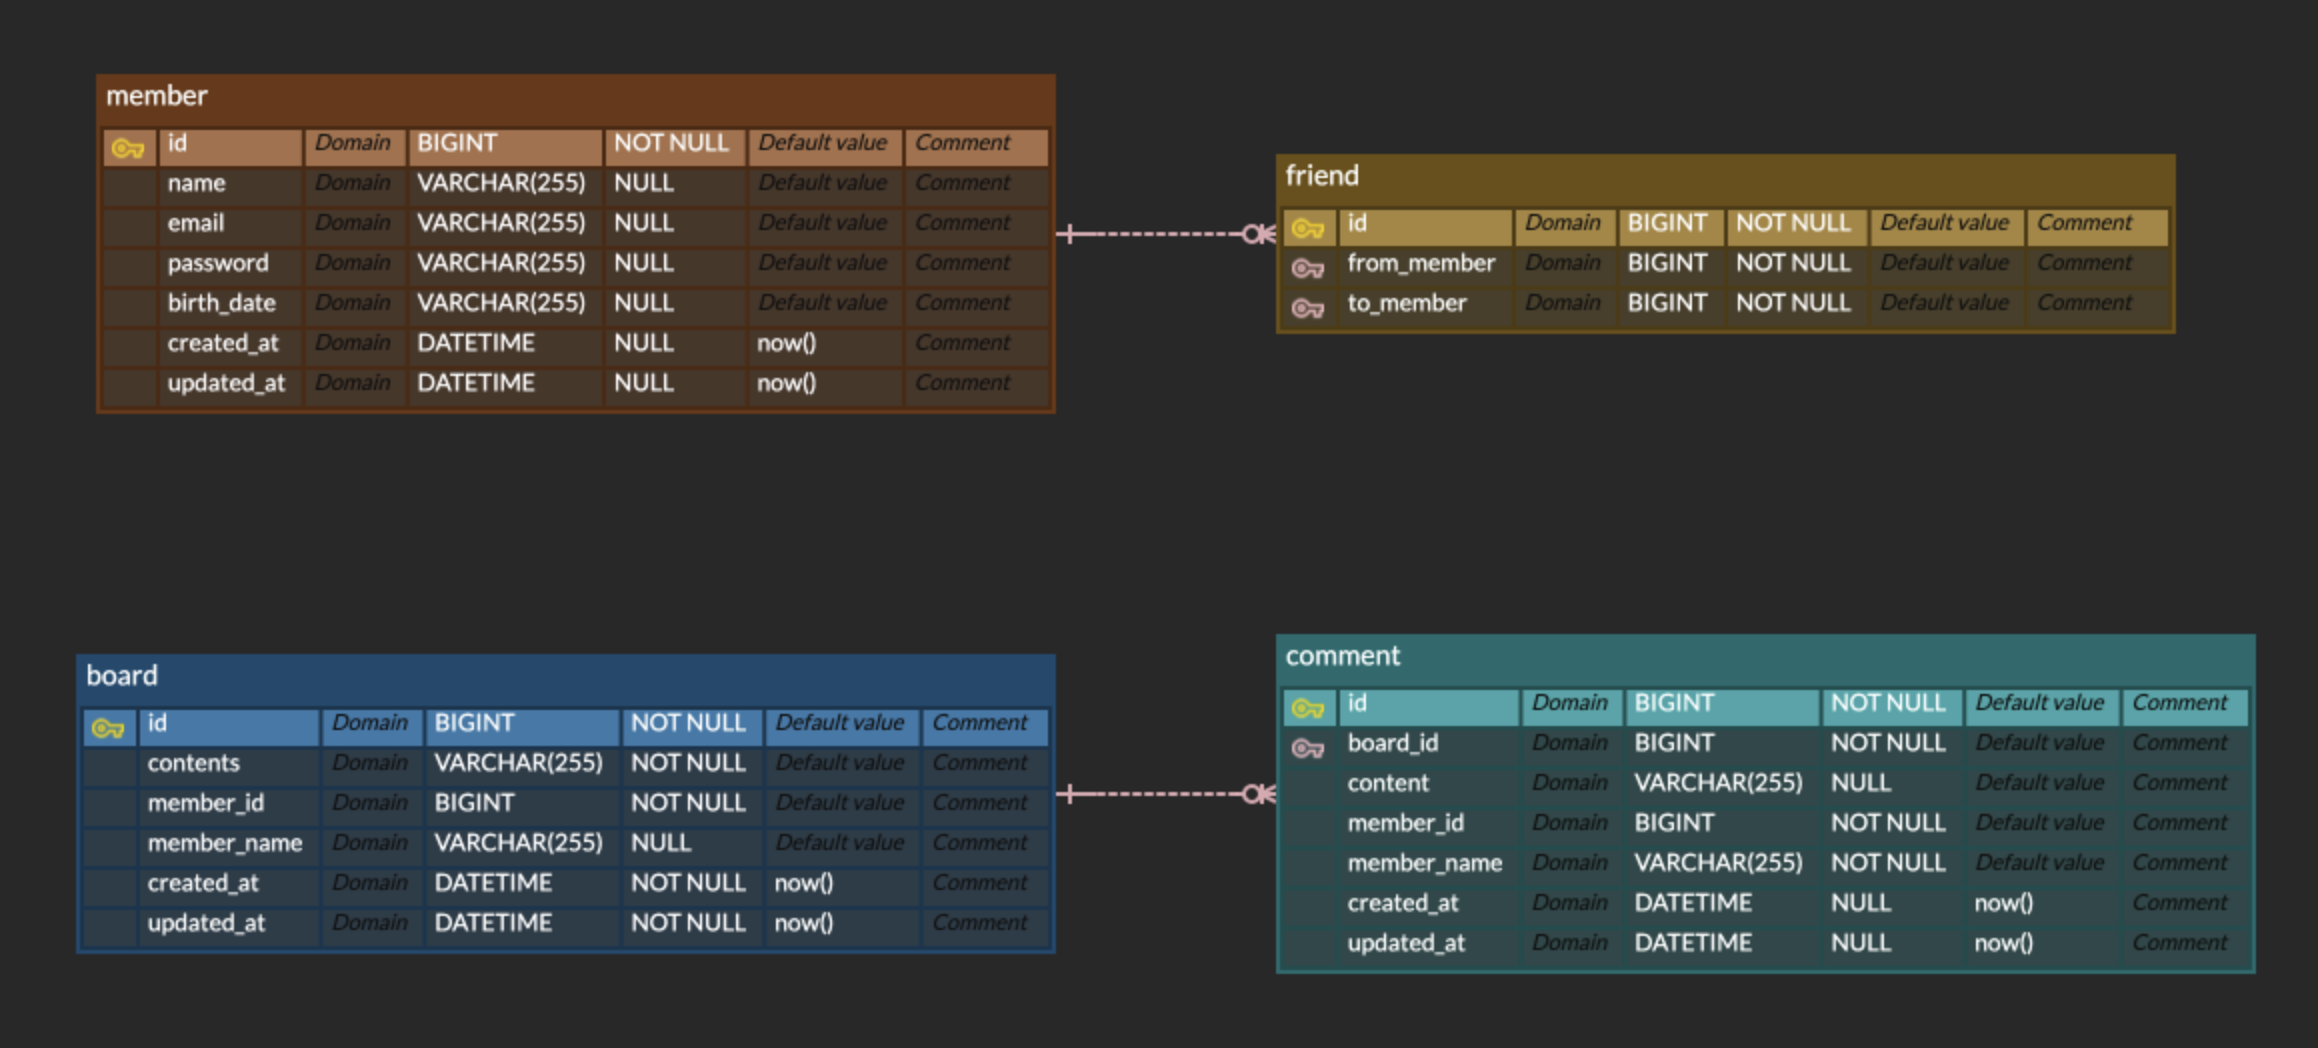 member
id Domain BIGINT NOT NULL Default value Comment
name Domain VARCHAR(255) NULL Default value Comment
email Domain VARCHAR(255) NULL Default value Comment
password Domain VARCHAR(255) NULL Default value Comment
birth_date Domain VARCHAR(255) NULL Default value Comment
created_at Domain DATETIME NULL now() Comment
updated_at Domain DATETIME NULL now() Comment
friend
id Domain BIGINT NOT NULL Default value Comment
from_member Domain BIGINT NOT NULL Default value Comment
to_member Domain BIGINT NOT NULL Default value Comment
board
id Domain BIGINT NOT NULL Default value Comment
contents Domain VARCHAR(255) NOT NULL Default value Comment
member_id Domain BIGINT NOT NULL Default value Comment
member_name Domain VARCHAR(255) NULL Default value Comment
created_at Domain DATETIME NOT NULL now() Comment
updated_at Domain DATETIME NOT NULL now() Comment
comment
id Domain BIGINT NOT NULL Default value Comment
board_id Domain BIGINT NOT NULL Default value Comment
content Domain VARCHAR(255) NULL Default value Comment
member_id Domain BIGINT NOT NULL Default value Comment
member_name Domain VARCHAR(255) NOT NULL Default value Comment
created_at Domain DATETIME NULL now() Comment
updated_at Domain DATETIME NULL now() Comment